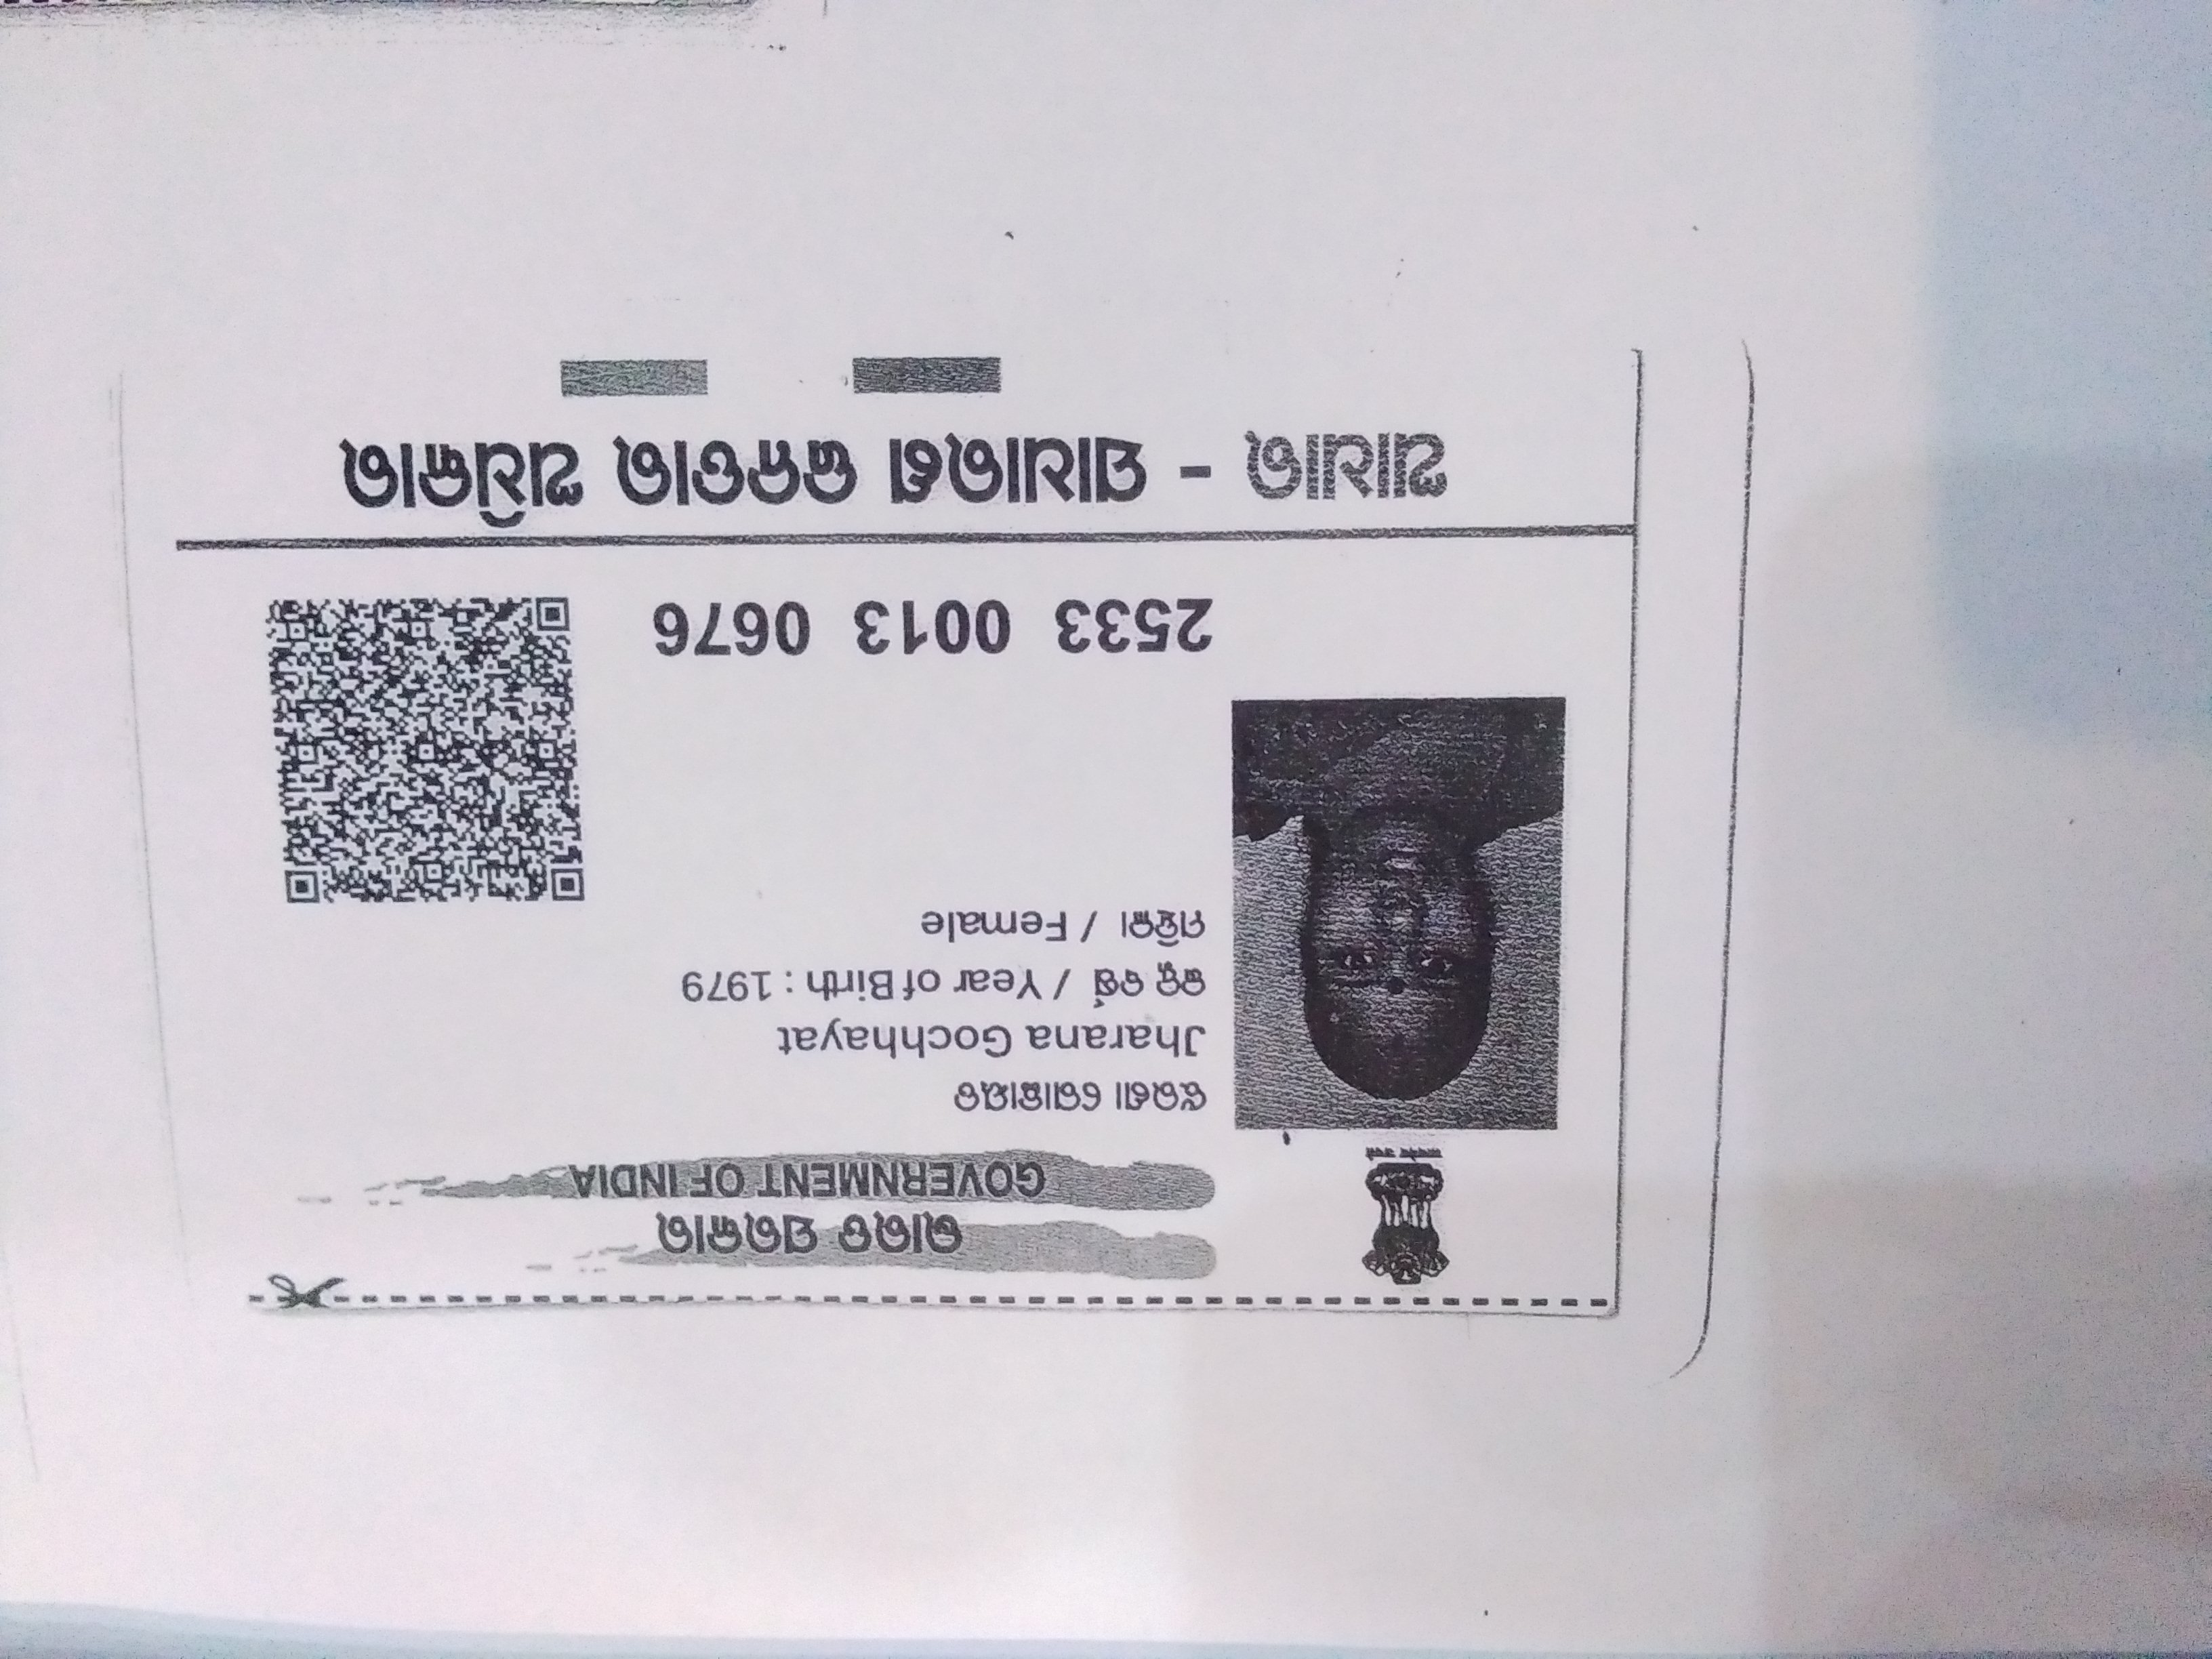 ଭାରତ ସରକାର
GOVERNMENT OF INDIA
ଝରଣା ଗୋଛାୟତ
Jharana Gochhayat
ଜନ୍ମ ବର୍ଷ / Year of Birth : 1979
ମହିଳା / Female
2533 0013 0676
ଆଧାର - ସାଧାରଣ ଜନତାର ଅଧିକାର